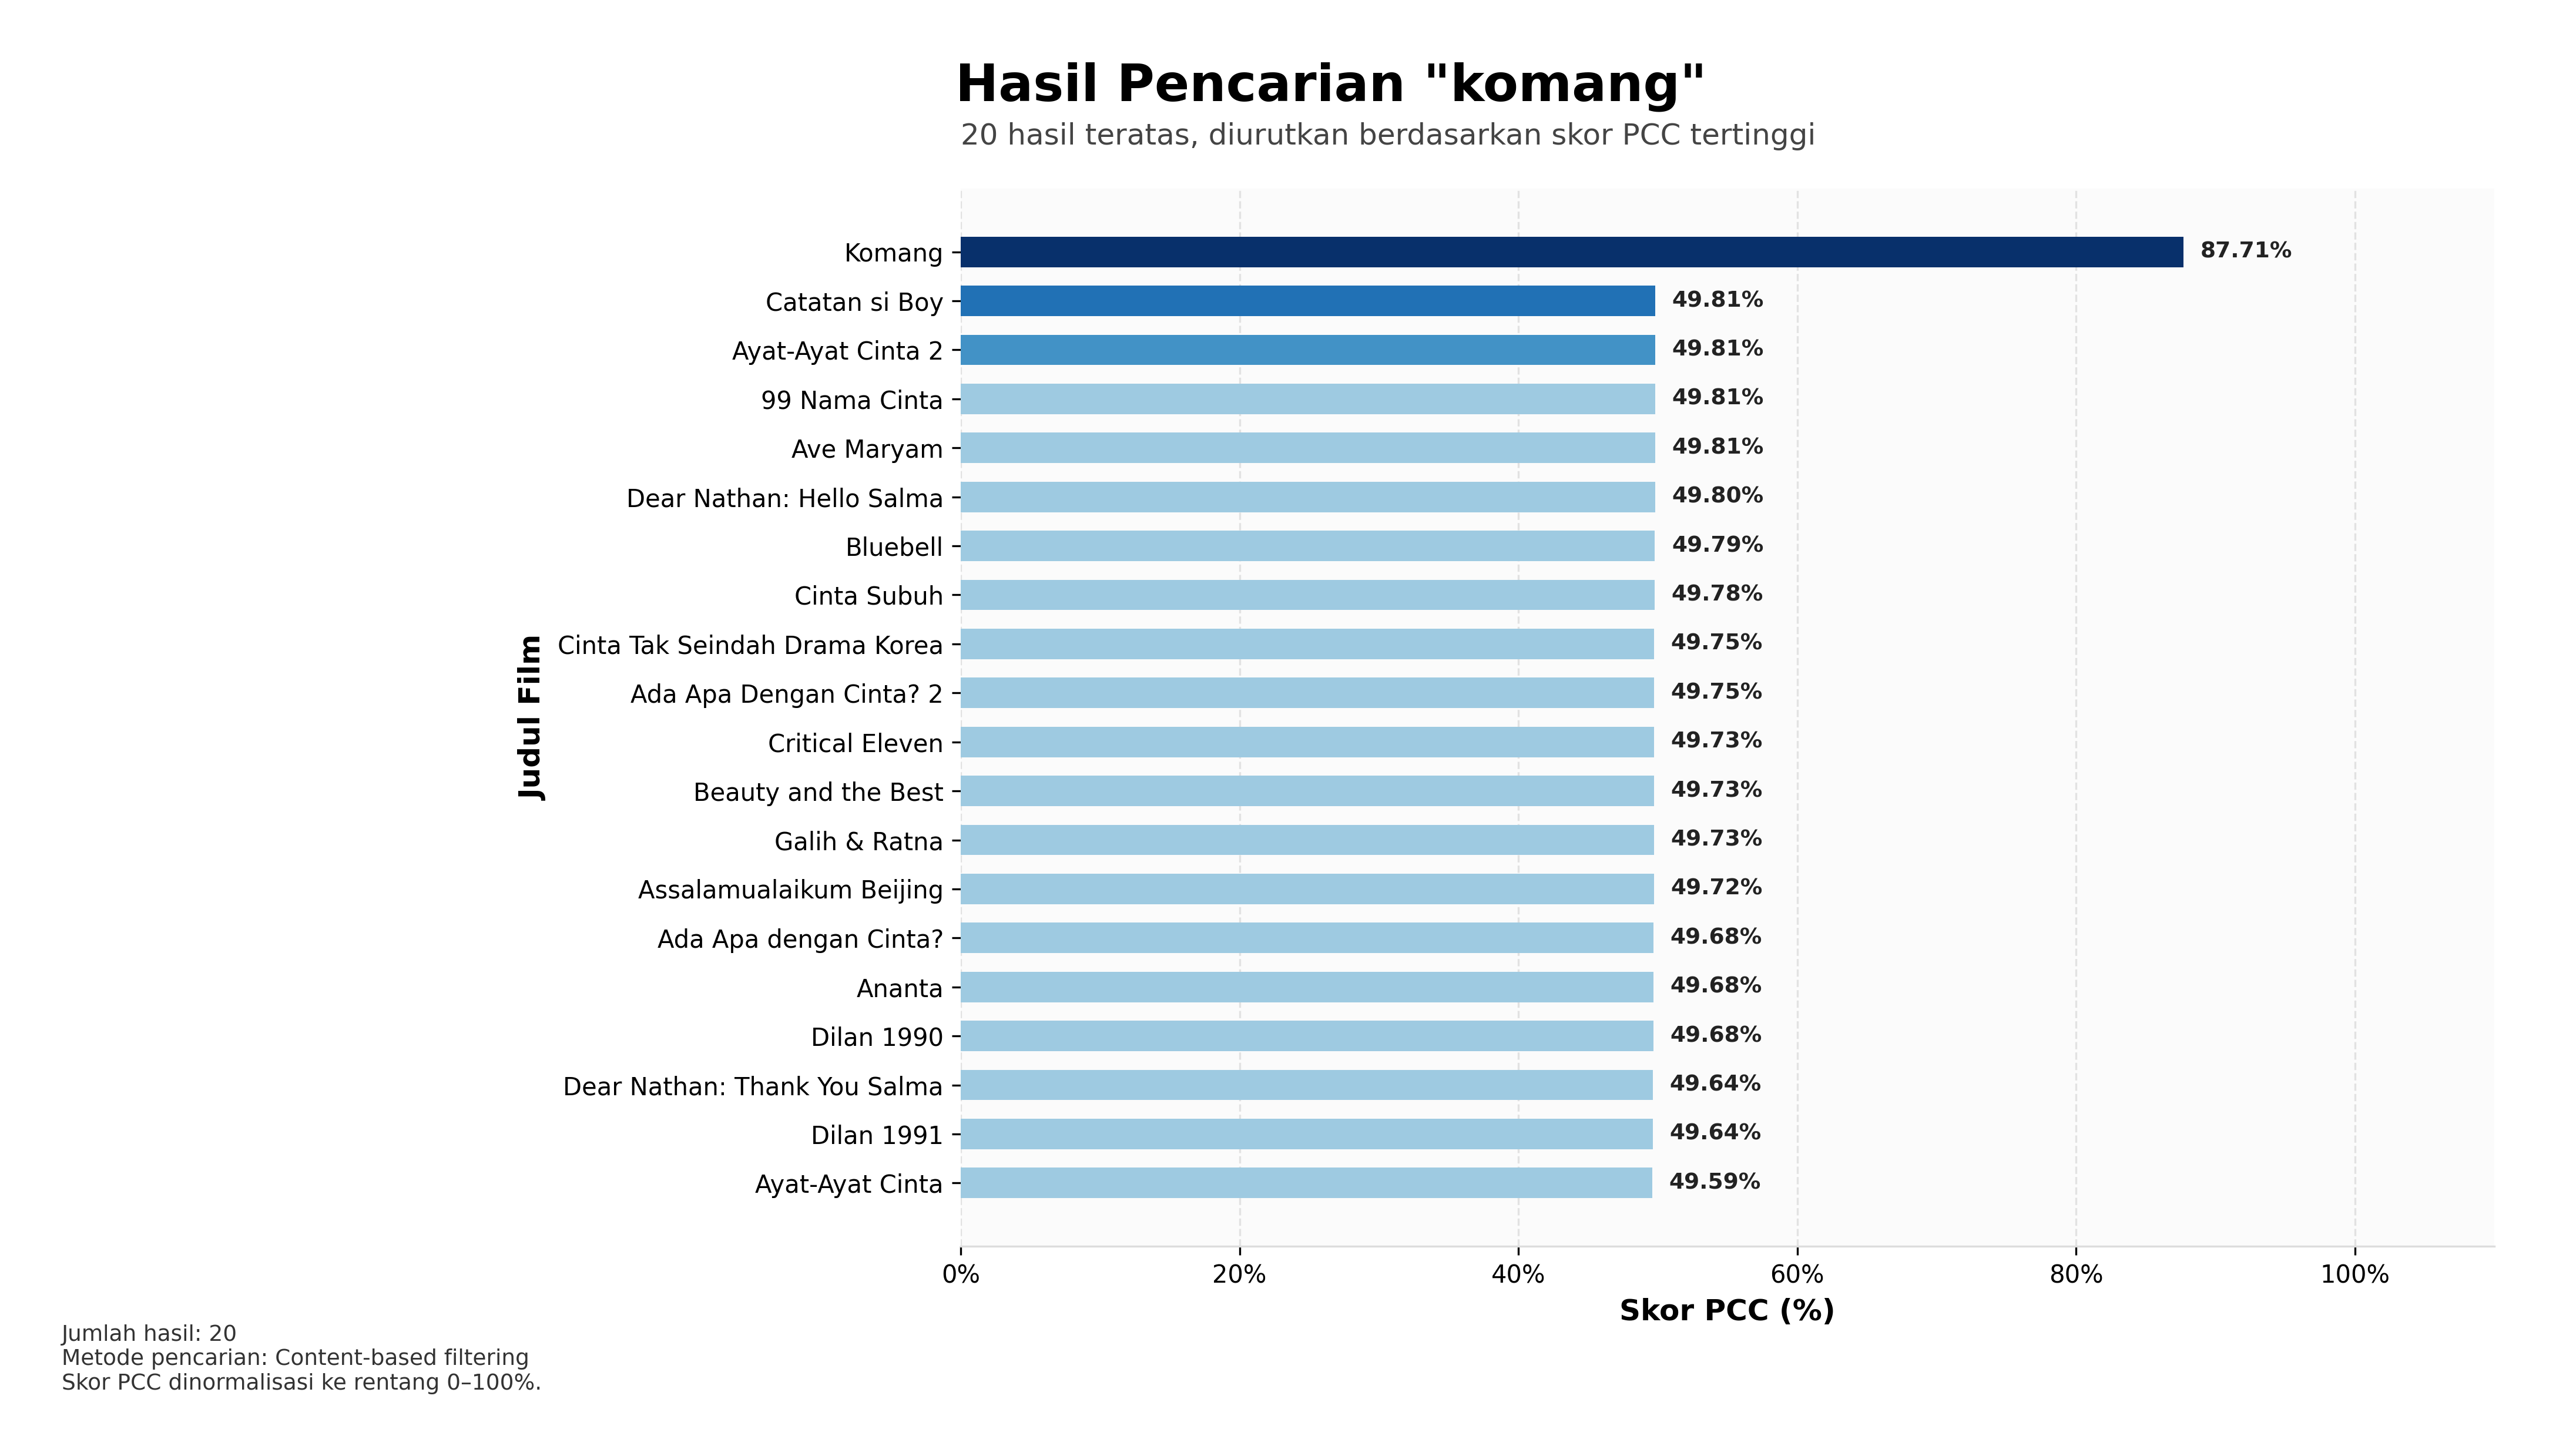 Hasil Pencarian "komang"
20 hasil teratas, diurutkan berdasarkan skor PCC tertinggi
Judul Film
Komang 87.71%
Catatan si Boy 49.81%
Ayat-Ayat Cinta 2 49.81%
99 Nama Cinta 49.81%
Ave Maryam 49.81%
Dear Nathan: Hello Salma 49.80%
Bluebell 49.79%
Cinta Subuh 49.78%
Cinta Tak Seindah Drama Korea 49.75%
Ada Apa Dengan Cinta? 2 49.75%
Critical Eleven 49.73%
Beauty and the Best 49.73%
Galih & Ratna 49.73%
Assalamualaikum Beijing 49.72%
Ada Apa dengan Cinta? 49.68%
Ananta 49.68%
Dilan 1990 49.68%
Dear Nathan: Thank You Salma 49.64%
Dilan 1991 49.64%
Ayat-Ayat Cinta 49.59%
0% 20% 40% 60% 80% 100%
Skor PCC (%)
Jumlah hasil: 20
Metode pencarian: Content-based filtering
Skor PCC dinormalisasi ke rentang 0–100%.